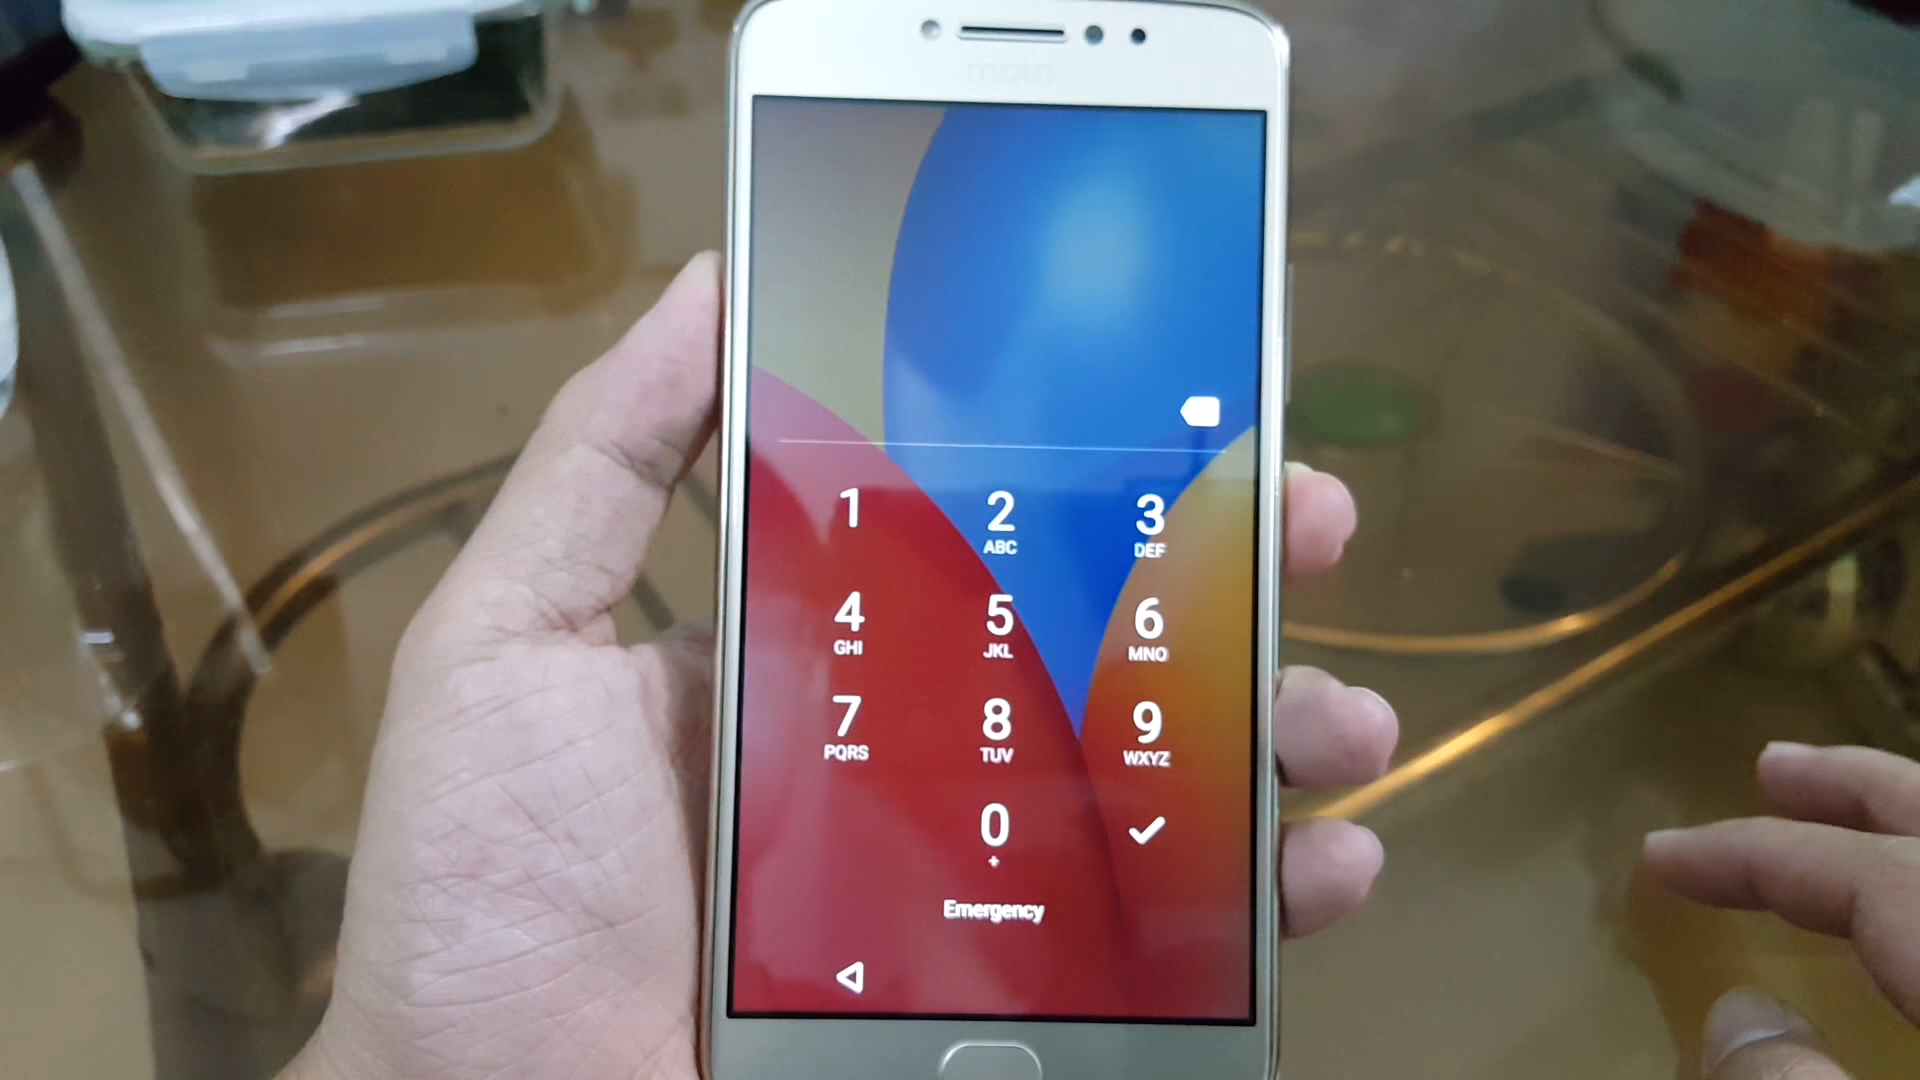 moto
1 2 3
ABC DEF
4 5 6
GHI JKL MNO
7 8 9
PQRS TUV WXYZ
0
+
Emergency